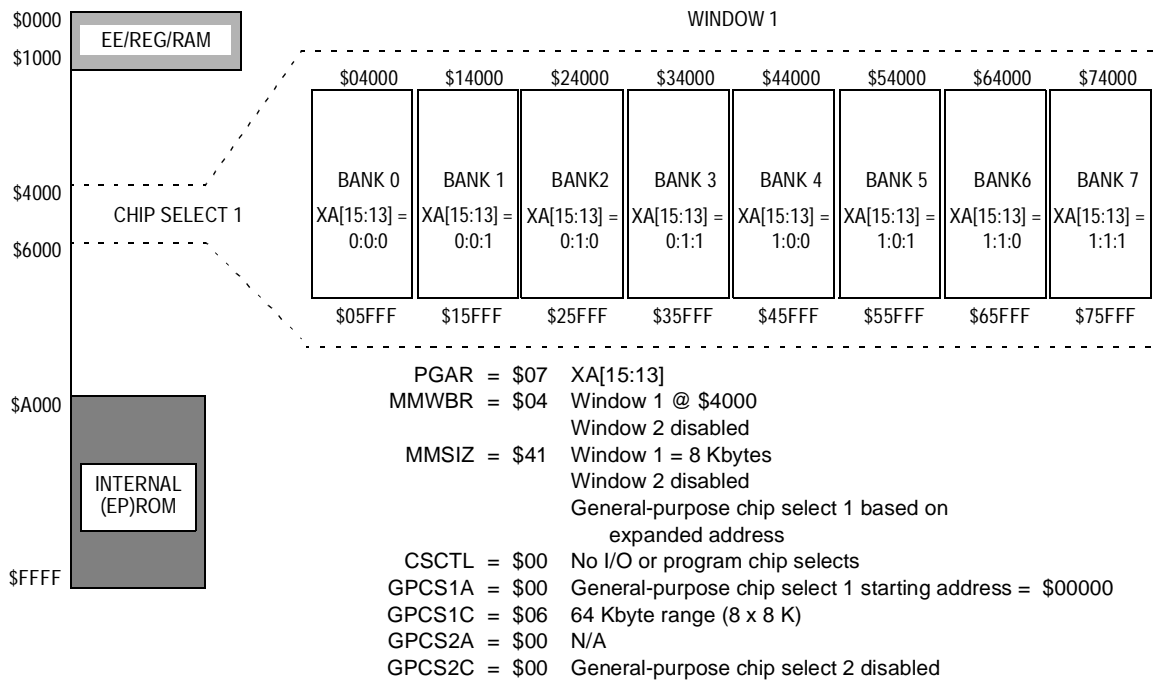 $0000
EE/REG/RAM
$1000
$4000
CHIP SELECT 1
$6000
$A000
INTERNAL
(EP)ROM
$FFFF
WINDOW 1
$04000 $14000 $24000 $34000 $44000 $54000 $64000 $74000
BANK 0 BANK 1 BANK2 BANK 3 BANK 4 BANK 5 BANK6 BANK 7
XA[15:13] = XA[15:13] = XA[15:13] = XA[15:13] = XA[15:13] = XA[15:13] = XA[15:13] = XA[15:13] =
0:0:0 0:0:1 0:1:0 0:1:1 1:0:0 1:0:1 1:1:0 1:1:1
$05FFF $15FFF $25FFF $35FFF $45FFF $55FFF $65FFF $75FFF
PGAR = $07 XA[15:13]
MMWBR = $04 Window 1 @ $4000
Window 2 disabled
MMSIZ = $41 Window 1 = 8 Kbytes
Window 2 disabled
General-purpose chip select 1 based on
expanded address
CSCTL = $00 No I/O or program chip selects
GPCS1A = $00 General-purpose chip select 1 starting address = $00000
GPCS1C = $06 64 Kbyte range (8 x 8 K)
GPCS2A = $00 N/A
GPCS2C = $00 General-purpose chip select 2 disabled